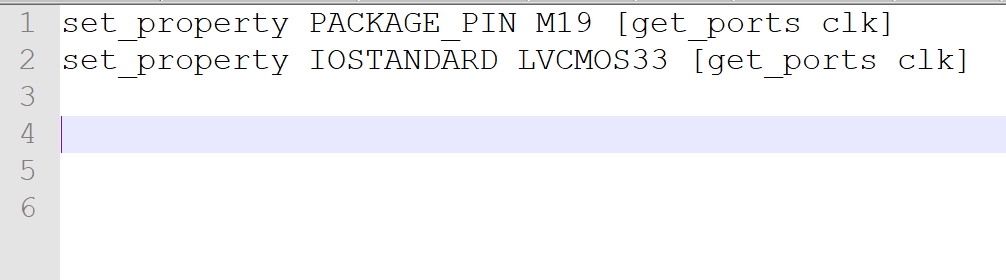 1 set_property PACKAGE_PIN M19 [get_ports clk]
2 set_property IOSTANDARD LVCMOS33 [get_ports clk]
3
4
5
6